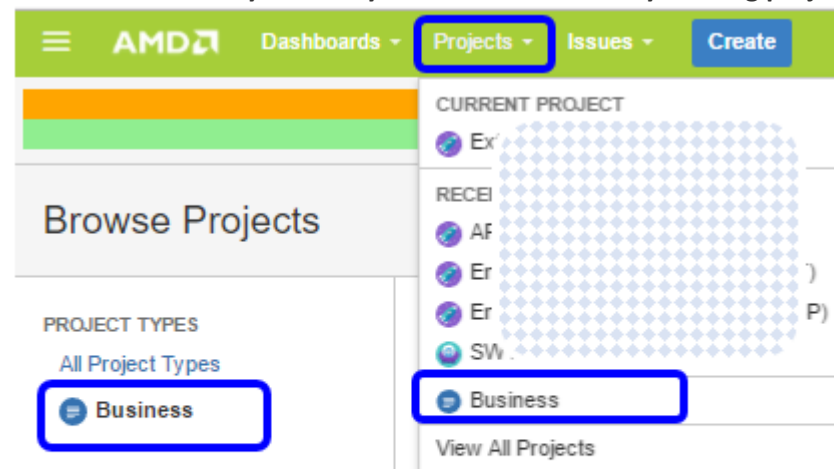 AMD Dashboards Projects Issues Create
CURRENT PROJECT
Browse Projects
PROJECT TYPES
All Project Types
Business
Business
View All Projects